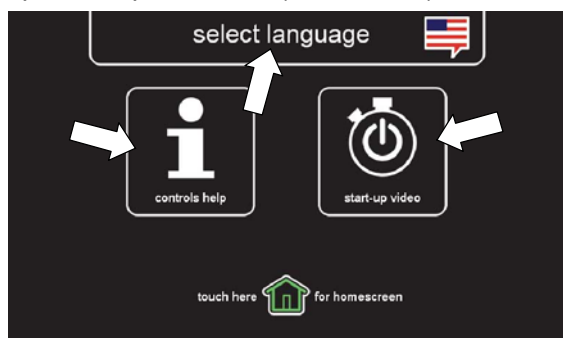 select language
controls help
start-up video
touch here for homescreen